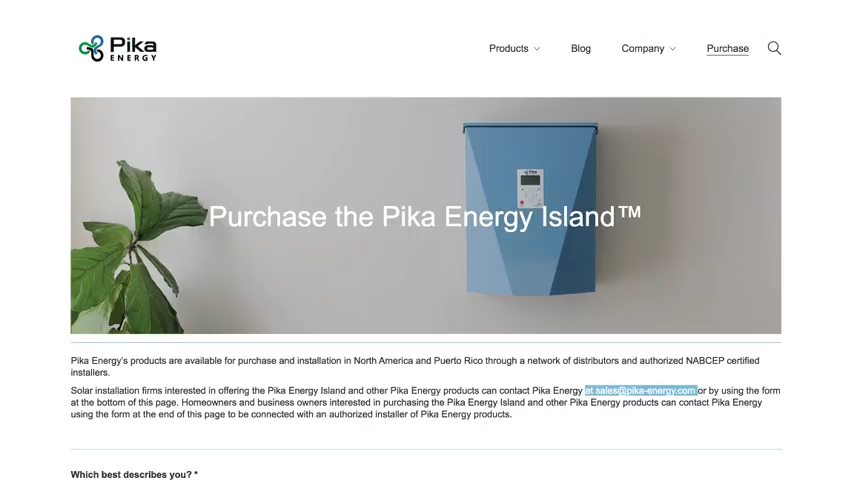 Pika
ENERGY
Products
Blog
Company
Purchase
Pika
Purchase the Pika Energy Island™
Pika Energy's products are available for purchase and installation in North America and Puerto Rico through a network of distributors and authorized NABCEP certified
installers.
Solar installation firms interested in offering the Pika Energy Island and other Pika Energy products can contact Pika Energy at sales@pika-energy.com or by using the form
at the bottom of this page. Homeowners and business owners interested in purchasing the Pika Energy Island and other Pika Energy products can contact Pika Energy
using the form at the end of this page to be connected with an authorized installer of Pika Energy products.
Which best describes you? *